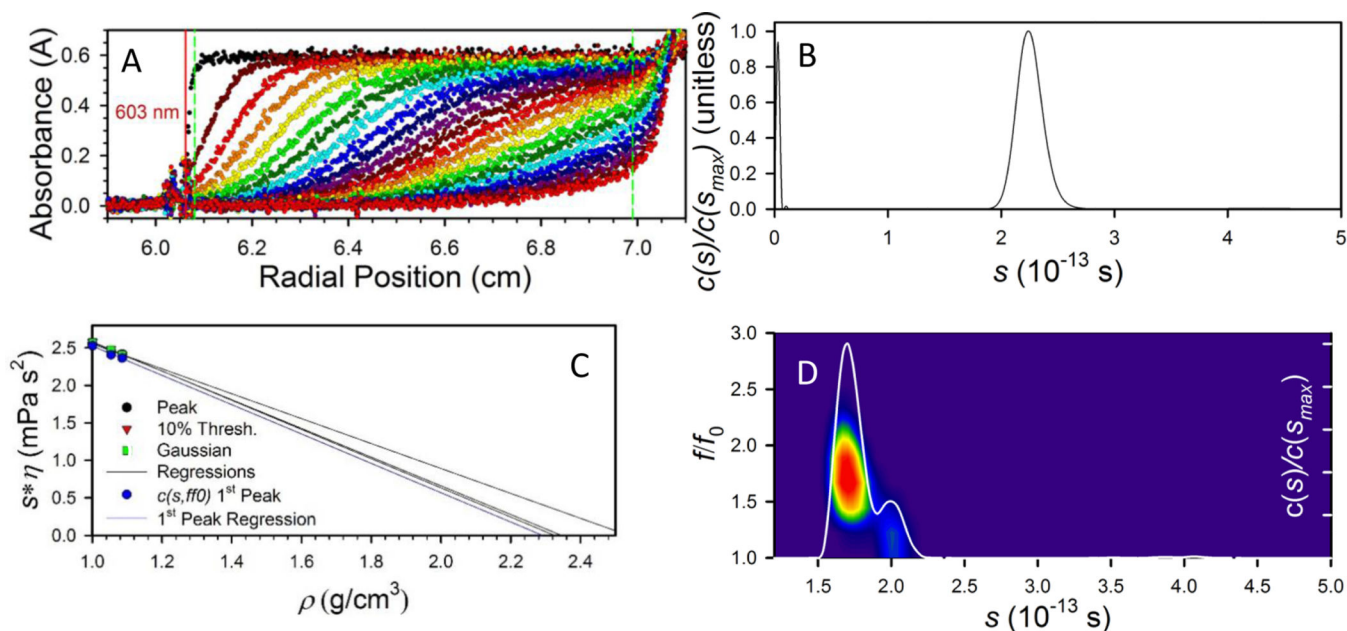 A
603 nm
Absorbance (A)
0.6
0.4
0.2
0.0
6.0 6.2 6.4 6.6 6.8 7.0
Radial Position (cm)
B
c(s)/c(s_max) (unitless)
1.0
0.8
0.6
0.4
0.2
0.0
0 1 2 3 4 5
s (10^-13 s)
C
s*η (mPa s²)
2.5
2.0
1.5
1.0
0.5
0.0
Peak
10% Thresh.
Gaussian
Regressions
c(s,ff0) 1st Peak
1st Peak Regression
1.0 1.2 1.4 1.6 1.8 2.0 2.2 2.4
ρ (g/cm³)
D
f/f₀
3.0
2.5
2.0
1.5
1.0
c(s)/c(s_max)
1.5 2.0 2.5 3.0 3.5 4.0 4.5 5.0
s (10^-13 s)